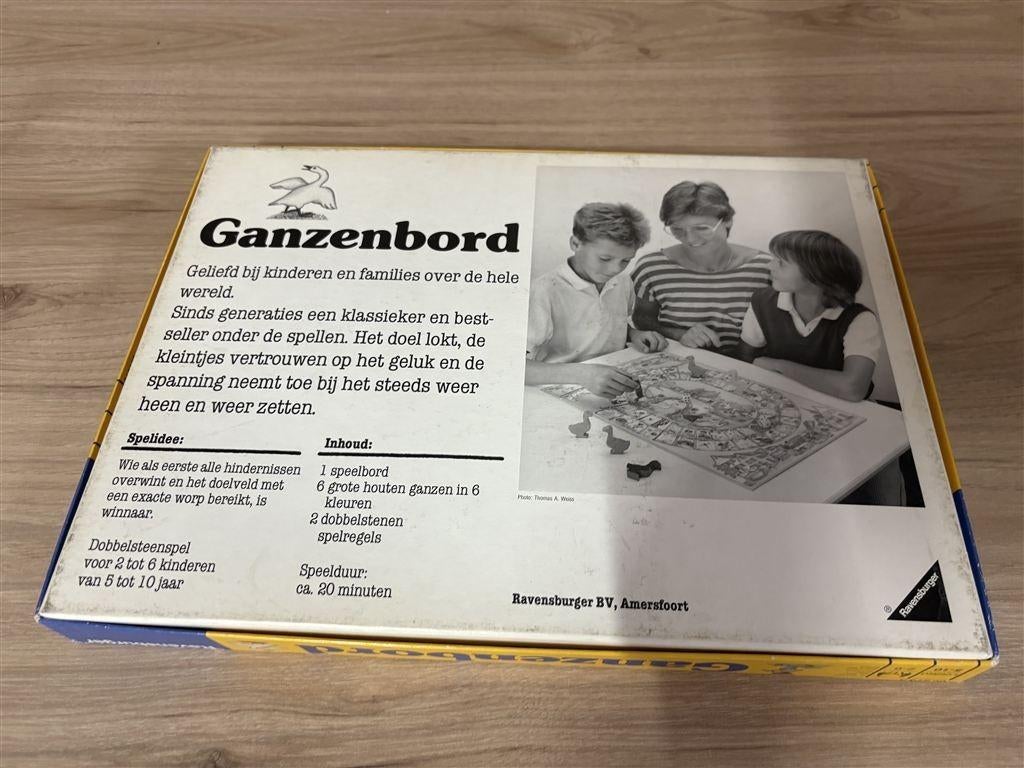 Ganzenbord
Geliefd bij kinderen en families over de hele
wereld.
Sinds generaties een klassieker en best-
seller onder de spellen. Het doel lokt, de
kleintjes vertrouwen op het geluk en de
spanning neemt toe bij het steeds weer
heen en weer zetten.
Spelidee:
Wie als eerste alle hindernissen
overwint en het doelveld met
een exacte worp bereikt, is
winnaar.
Dobbelsteenspel
voor 2 tot 6 kinderen
van 5 tot 10 jaar
Inhoud:
1 speelbord
6 grote houten ganzen in 6
kleuren
2 dobbelstenen
spelregels
Speelduur:
ca. 20 minuten
Photo: Thomas A. Weiss
Ravensburger BV, Amersfoort
® Ravensburger
Ravensburger
Ganzenbord